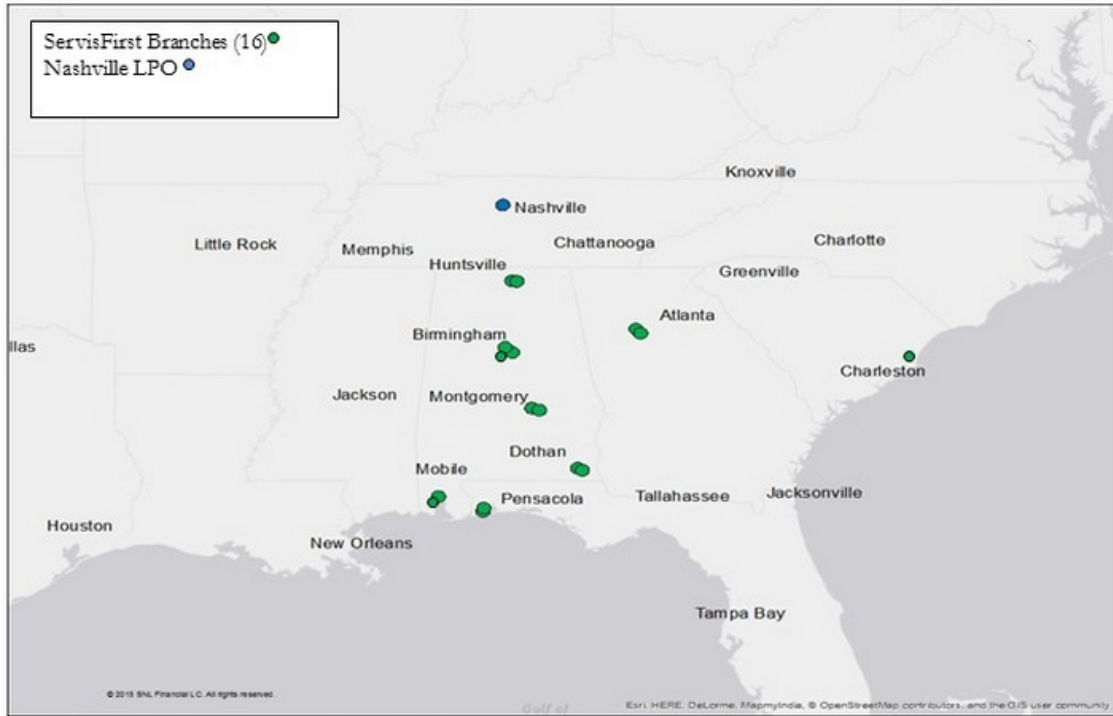 ServisFirst Branches (16)
Nashville LPO
Knoxville
Nashville
Little Rock
Memphis
Chattanooga
Charlotte
Huntsville
Greenville
Atlanta
Birmingham
llas
Charleston
Jackson
Montgomery
Dothan
Mobile
Pensacola
Tallahassee
Jacksonville
Houston
New Orleans
Tampa Bay
© 2015 SNL Financial LC. All rights reserved.
Gulf of
Esri, HERE, DeLorme, MapmyIndia, © OpenStreetMap contributors, and the GIS user community